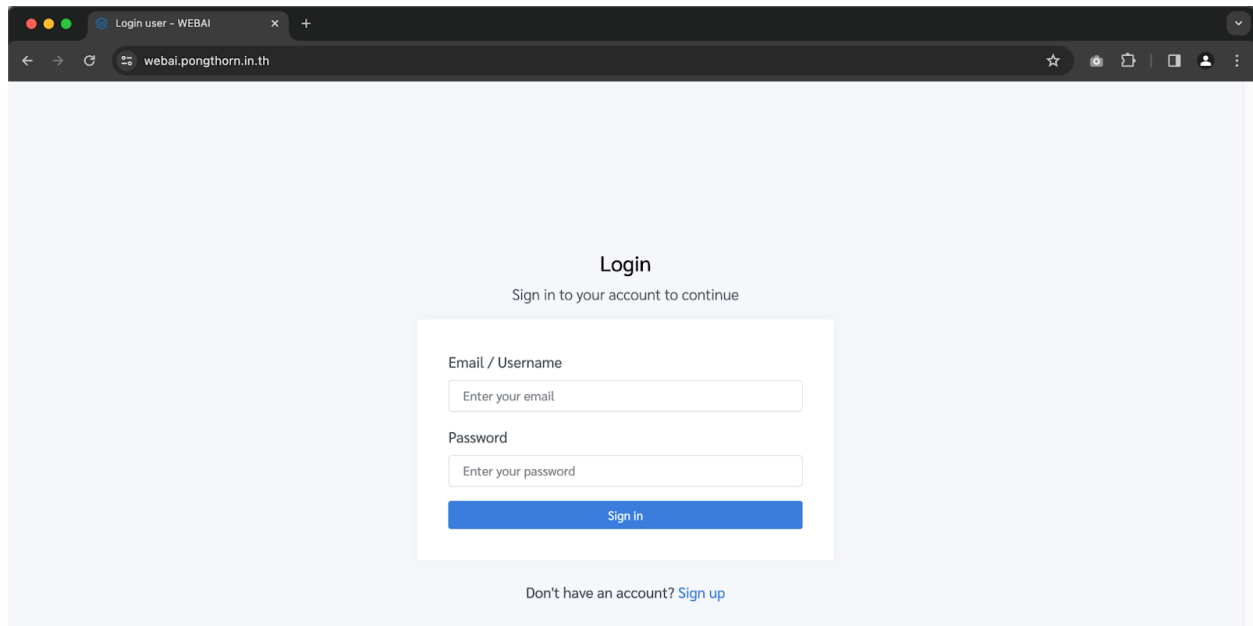 Login user - WEBAI
webai.pongthorn.in.th
Login
Sign in to your account to continue
Email / Username
Enter your email
Password
Enter your password
Sign in
Don't have an account? Sign up